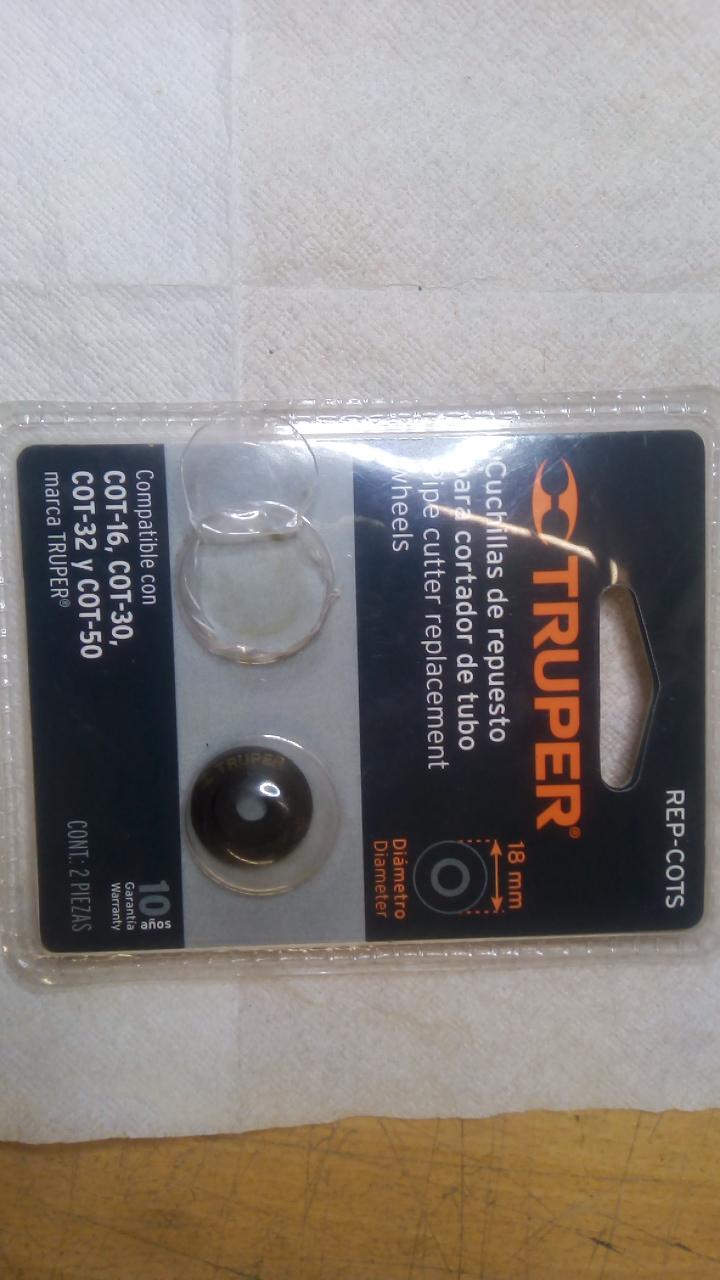 REP-COTS
TRUPER®
Cuchillas de repuesto
para cortador de tubo
Pipe cutter replacement
wheels
18 mm
Diámetro
Diameter
TRUPER
Compatible con
COT-16, COT-30,
COT-32 y COT-50
marca TRUPER®
10 años
Garantía
Warranty
CONT.: 2 PIEZAS